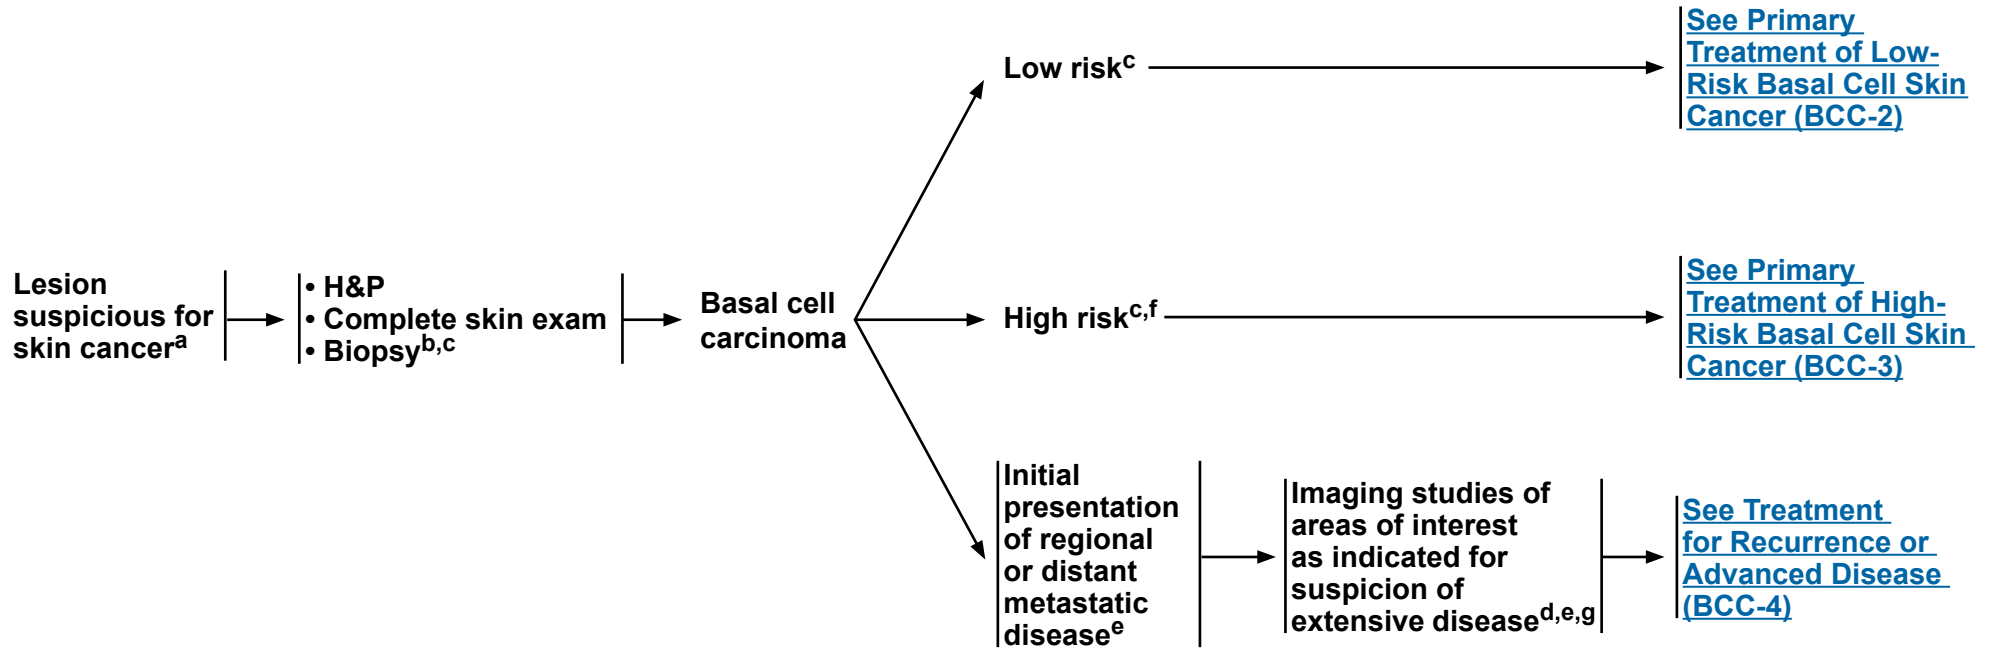 Lesion
suspicious for
skin cancerᵃ
• H&P
• Complete skin exam
• Biopsyᵇ,ᶜ
Basal cell
carcinoma
Low riskᶜ
See Primary
Treatment of Low-
Risk Basal Cell Skin
Cancer (BCC-2)
High riskᶜ,ᶠ
See Primary
Treatment of High-
Risk Basal Cell Skin
Cancer (BCC-3)
Initial
presentation
of regional
or distant
metastatic
diseaseᵉ
Imaging studies of
areas of interest
as indicated for
suspicion of
extensive diseaseᵈ,ᵉ,ᵍ
See Treatment
for Recurrence or
Advanced Disease
(BCC-4)